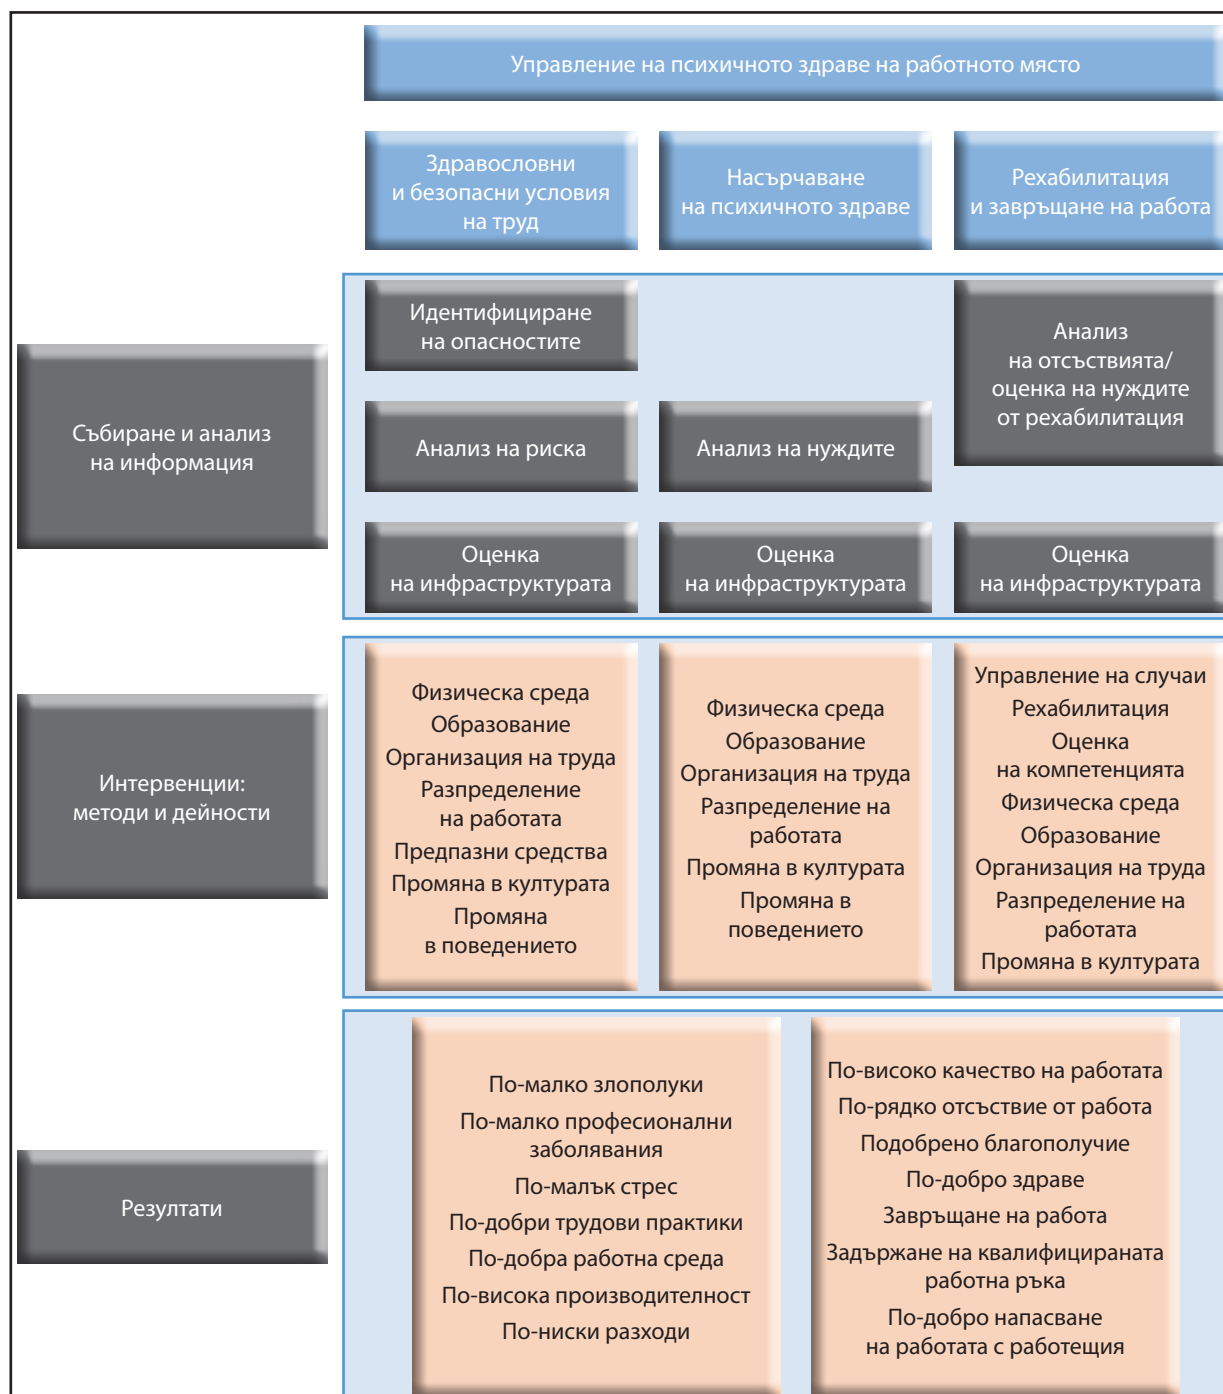 Управление на психичното здраве на работното място
Здравословни
и безопасни условия
на труд
Насърчаване
на психичното здраве
Рехабилитация
и завръщане на работа
Събиране и анализ
на информация
Идентифициране
на опасностите
Анализ
на отсъствията/
оценка на нуждите
от рехабилитация
Анализ на риска
Анализ на нуждите
Оценка
на инфраструктурата
Оценка
на инфраструктурата
Оценка
на инфраструктурата
Интервенции:
методи и дейности
Физическа среда
Образование
Организация на труда
Разпределение
на работата
Предпазни средства
Промяна в културата
Промяна
в поведението
Физическа среда
Образование
Организация на труда
Разпределение на
работата
Промяна в културата
Промяна в
поведението
Управление на случаи
Рехабилитация
Оценка
на компетенцията
Физическа среда
Образование
Организация на труда
Разпределение на
работата
Промяна в културата
Резултати
По-малко злополуки
По-малко професионални
заболявания
По-малък стрес
По-добри трудови практики
По-добра работна среда
По-висока производителност
По-ниски разходи
По-високо качество на работата
По-рядко отсъствие от работа
Подобрено благополучие
По-добро здраве
Завръщане на работа
Задържане на квалифицираната
работна ръка
По-добро напасване
на работата с работещия